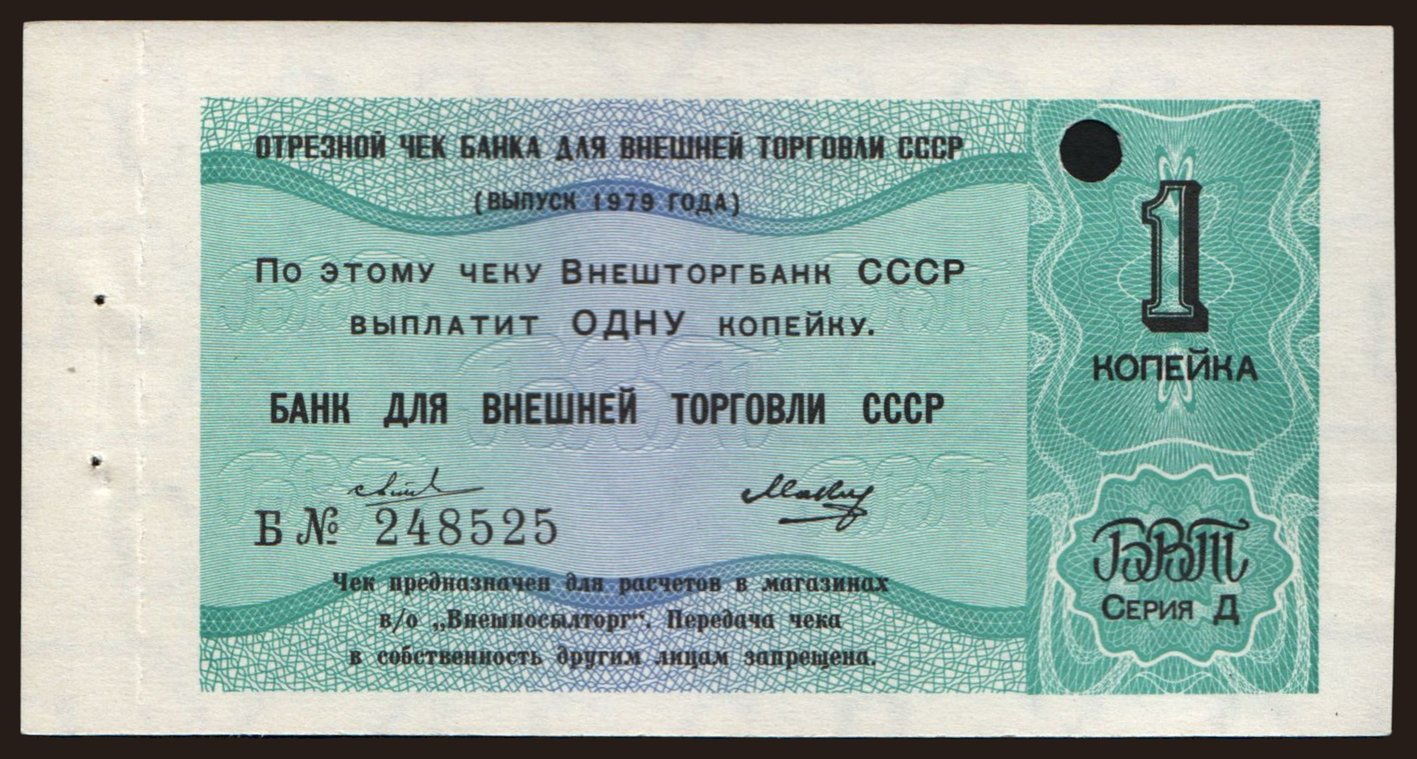 ОТРЕЗНОЙ ЧЕК БАНКА ДЛЯ ВНЕШНЕЙ ТОРГОВЛИ СССР
(ВЫПУСК 1979 ГОДА)
ПО ЭТОМУ ЧЕКУ ВНЕШТОРГБАНК СССР
ВЫПЛАТИТ ОДНУ КОПЕЙКУ.
БАНК ДЛЯ ВНЕШНЕЙ ТОРГОВЛИ СССР
Б № 248525
Чек предназначен для расчетов в магазинах
в/о „Внешпосылторг“. Передача чека
в собственность другим лицам запрещена.
1
КОПЕЙКА
БВТ
СЕРИЯ Д